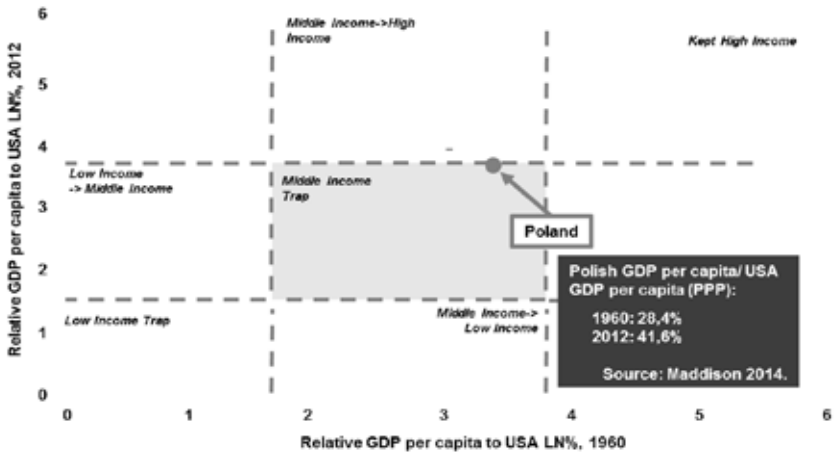 6
5
4
3
2
1
0
Relative GDP per capita to USA LN%, 2012
Middle Income->High
Income
Kept High Income
Low Income
-> Middle Income
Middle Income
Trap
Poland
Low Income Trap
Middle Income->
Low Income
Polish GDP per capita/ USA
GDP per capita (PPP):
1960: 28,4%
2012: 41,6%
Source: Maddison 2014.
0 1 2 3 4 5 6
Relative GDP per capita to USA LN%, 1960